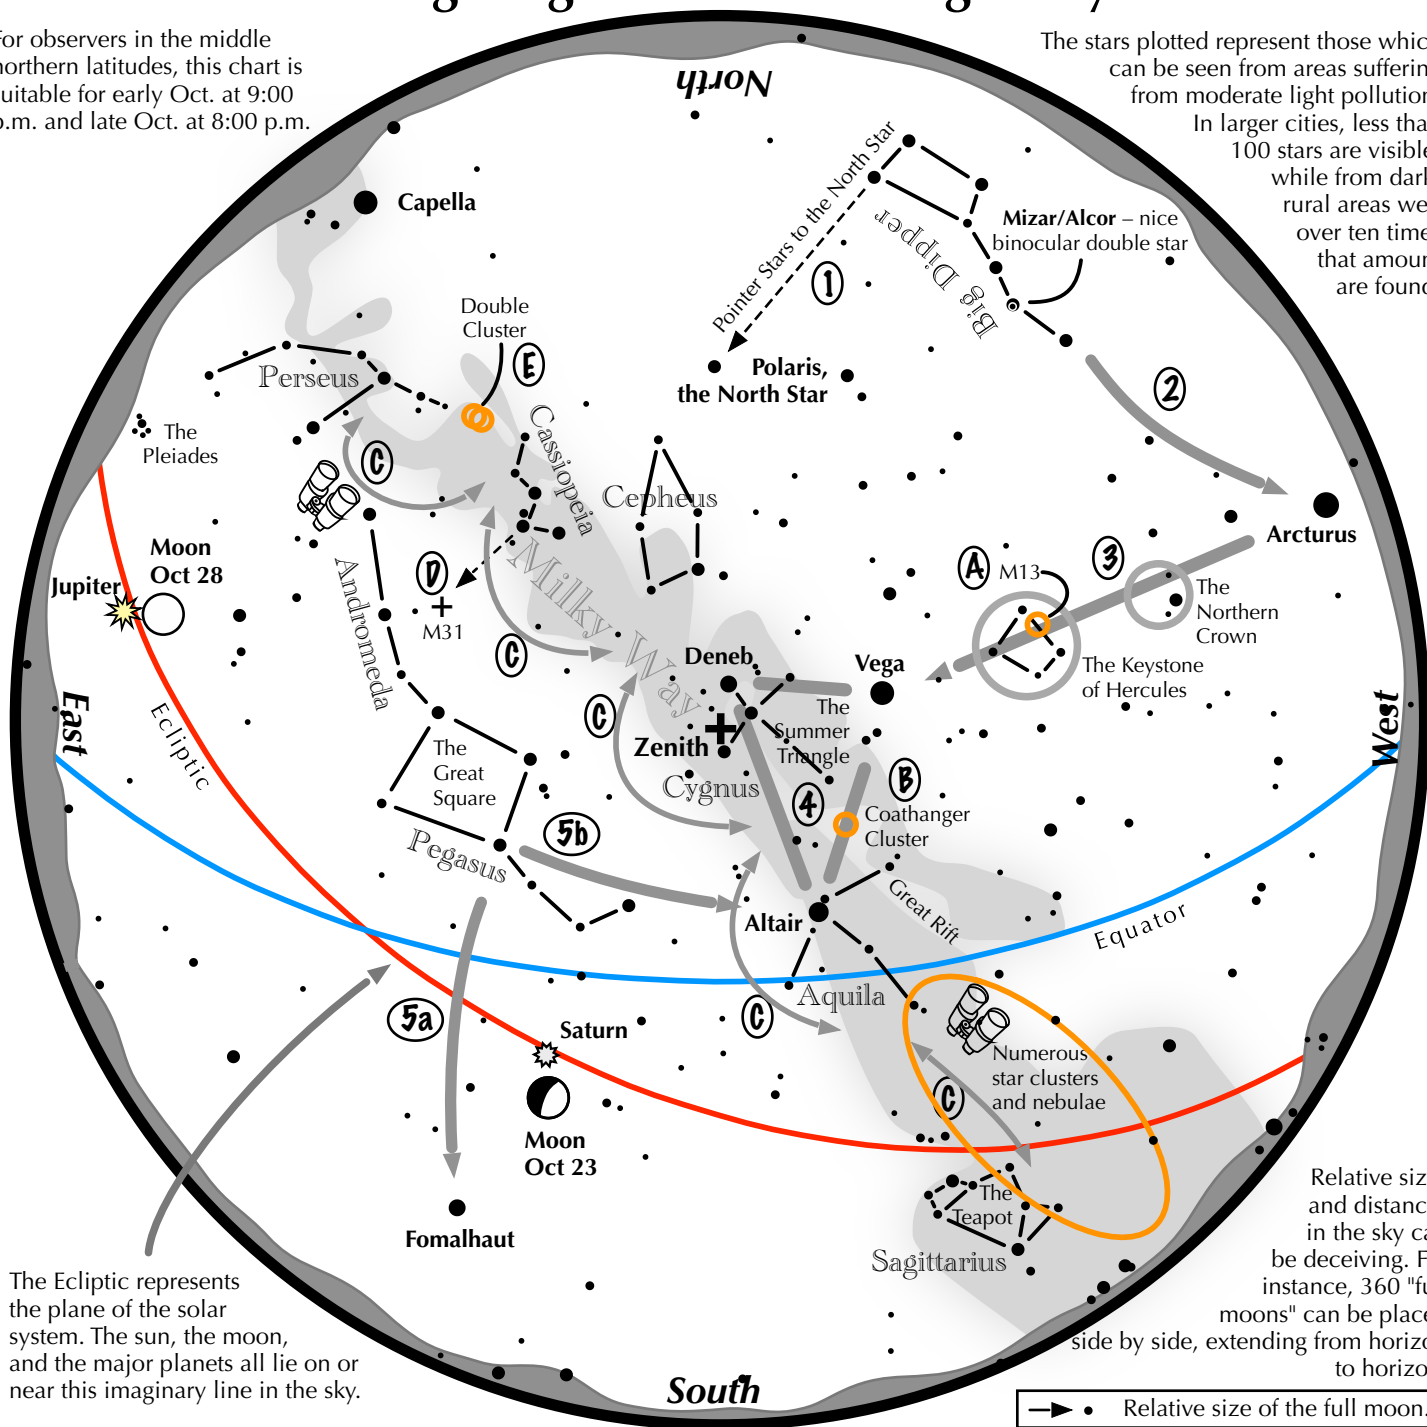 For observers in the middle
northern latitudes, this chart is
suitable for early Oct. at 9:00
p.m. and late Oct. at 8:00 p.m.
The stars plotted represent those which
can be seen from areas suffering
from moderate light pollution.
In larger cities, less than
100 stars are visible,
while from dark,
rural areas well
over ten times
that amount
are found.
North
Capella
Pointer Stars to the North Star
1
Big Dipper
Mizar/Alcor – nice
binocular double star
Double
Cluster
E
Perseus
Polaris,
the North Star
2
The
Pleiades
C
Cassiopeia
Cepheus
Arcturus
Moon
Oct 28
Jupiter
Andromeda
D
M31
Milky Way
A
M13
3
The
Northern
Crown
The Keystone
of Hercules
C
Deneb
Vega
East
Ecliptic
C
Zenith
The
Summer
Triangle
West
The
Great
Square
Cygnus
4
B
Coathanger
Cluster
Pegasus
5b
Great Rift
Altair
Equator
Aquila
5a
Saturn
C
Numerous
star clusters
and nebulae
C
Moon
Oct 23
The
Teapot
Fomalhaut
Sagittarius
The Ecliptic represents
the plane of the solar
system. The sun, the moon,
and the major planets all lie on or
near this imaginary line in the sky.
Relative size
and distance
in the sky can
be deceiving. For
instance, 360 "full
moons" can be placed
side by side, extending from horizon
to horizon.
South
Relative size of the full moon.